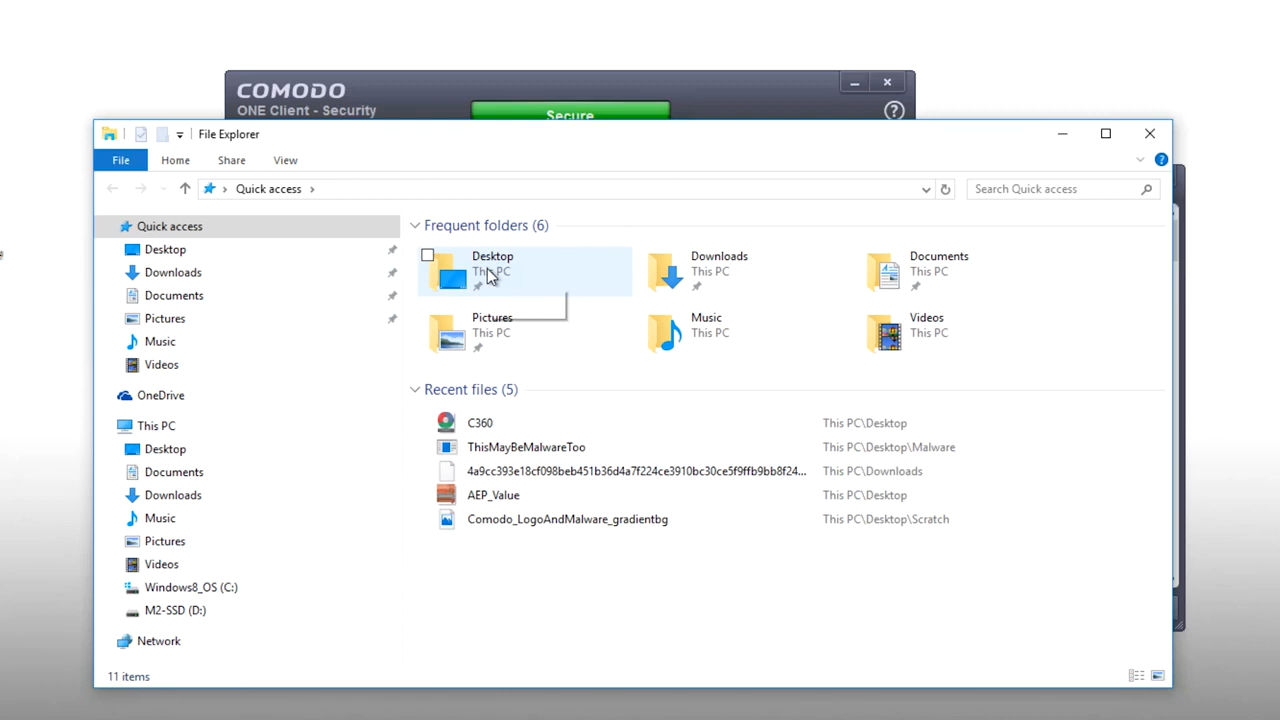 COMODO
ONE Client - Security
Secure
File Explorer
File Home Share View
Quick access
Search Quick access
Quick access
Desktop
Downloads
Documents
Pictures
Music
Videos
OneDrive
This PC
Desktop
Documents
Downloads
Music
Pictures
Videos
Windows8_OS (C:)
M2-SSD (D:)
Network
Frequent folders (6)
Desktop
This PC
Downloads
This PC
Documents
This PC
Pictures
This PC
Music
This PC
Videos
This PC
Recent files (5)
C360 This PC\Desktop
ThisMayBeMalwareToo This PC\Desktop\Malware
4a9cc393e18cf098beb451b36d4a7f224ce3910bc30ce5f9ffb9bb8f24... This PC\Downloads
AEP_Value This PC\Desktop
Comodo_LogoAndMalware_gradientbg This PC\Desktop\Scratch
11 items